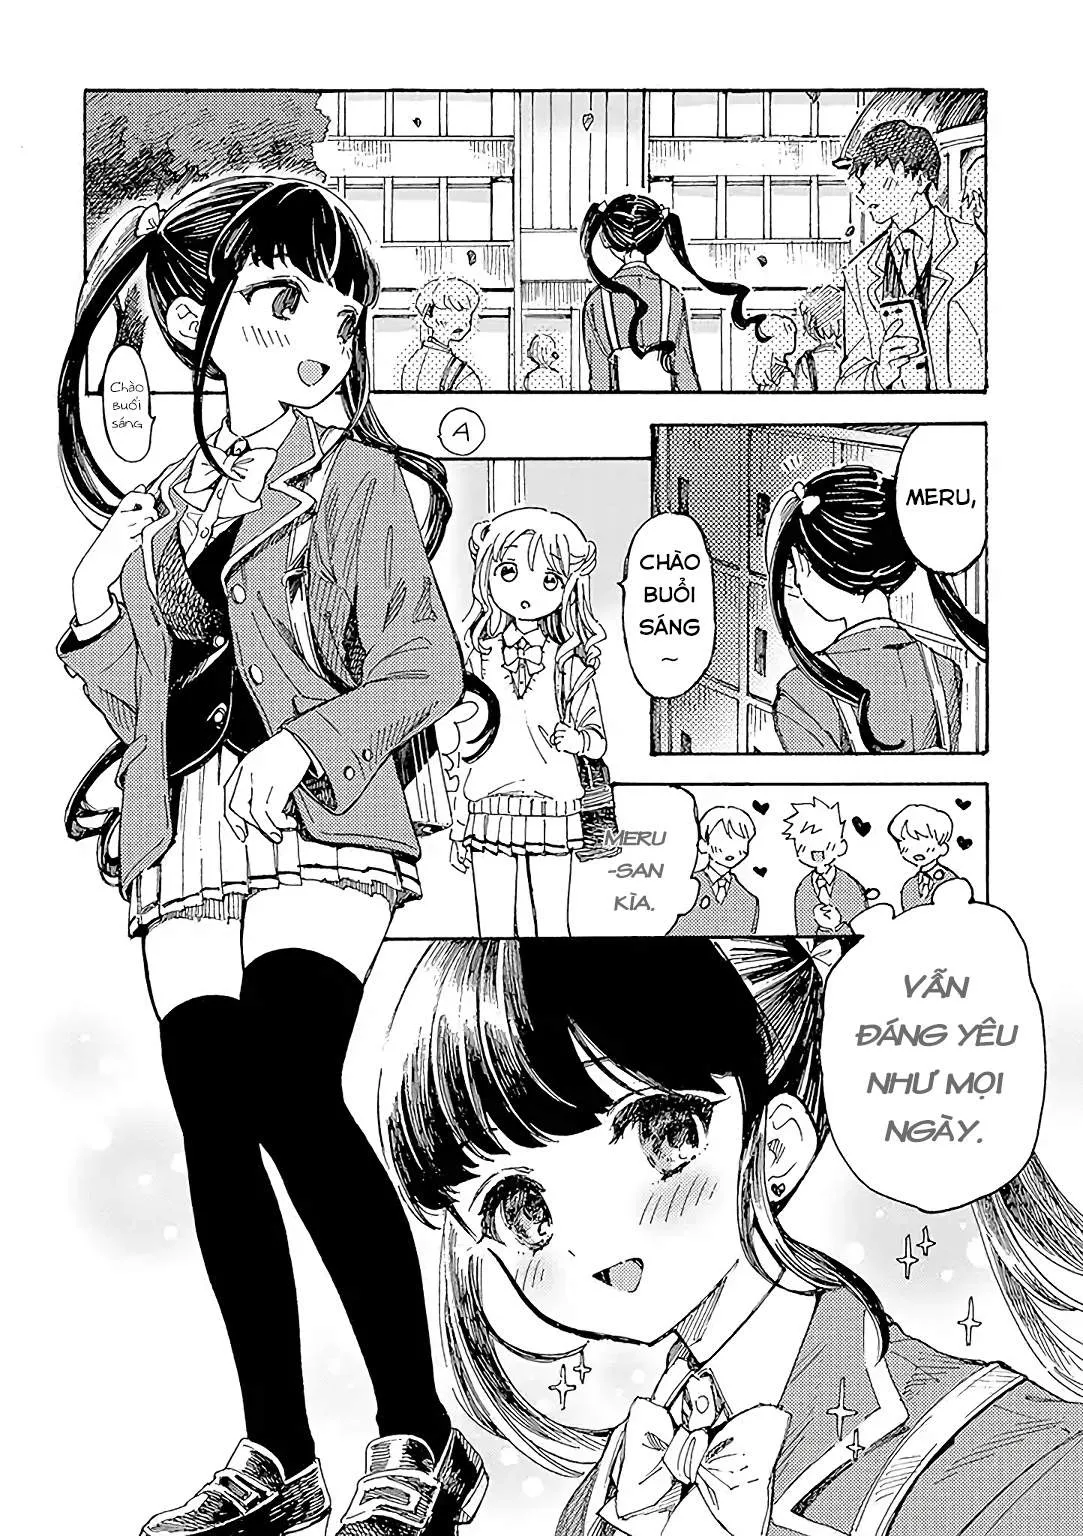 MERU,
CHÀO
BUỔI
SÁNG
~
A
Chào
buổi
sáng
MERU
-SAN
KÌA.
VẪN
ĐÁNG YÊU
NHƯ MỌI
NGÀY.